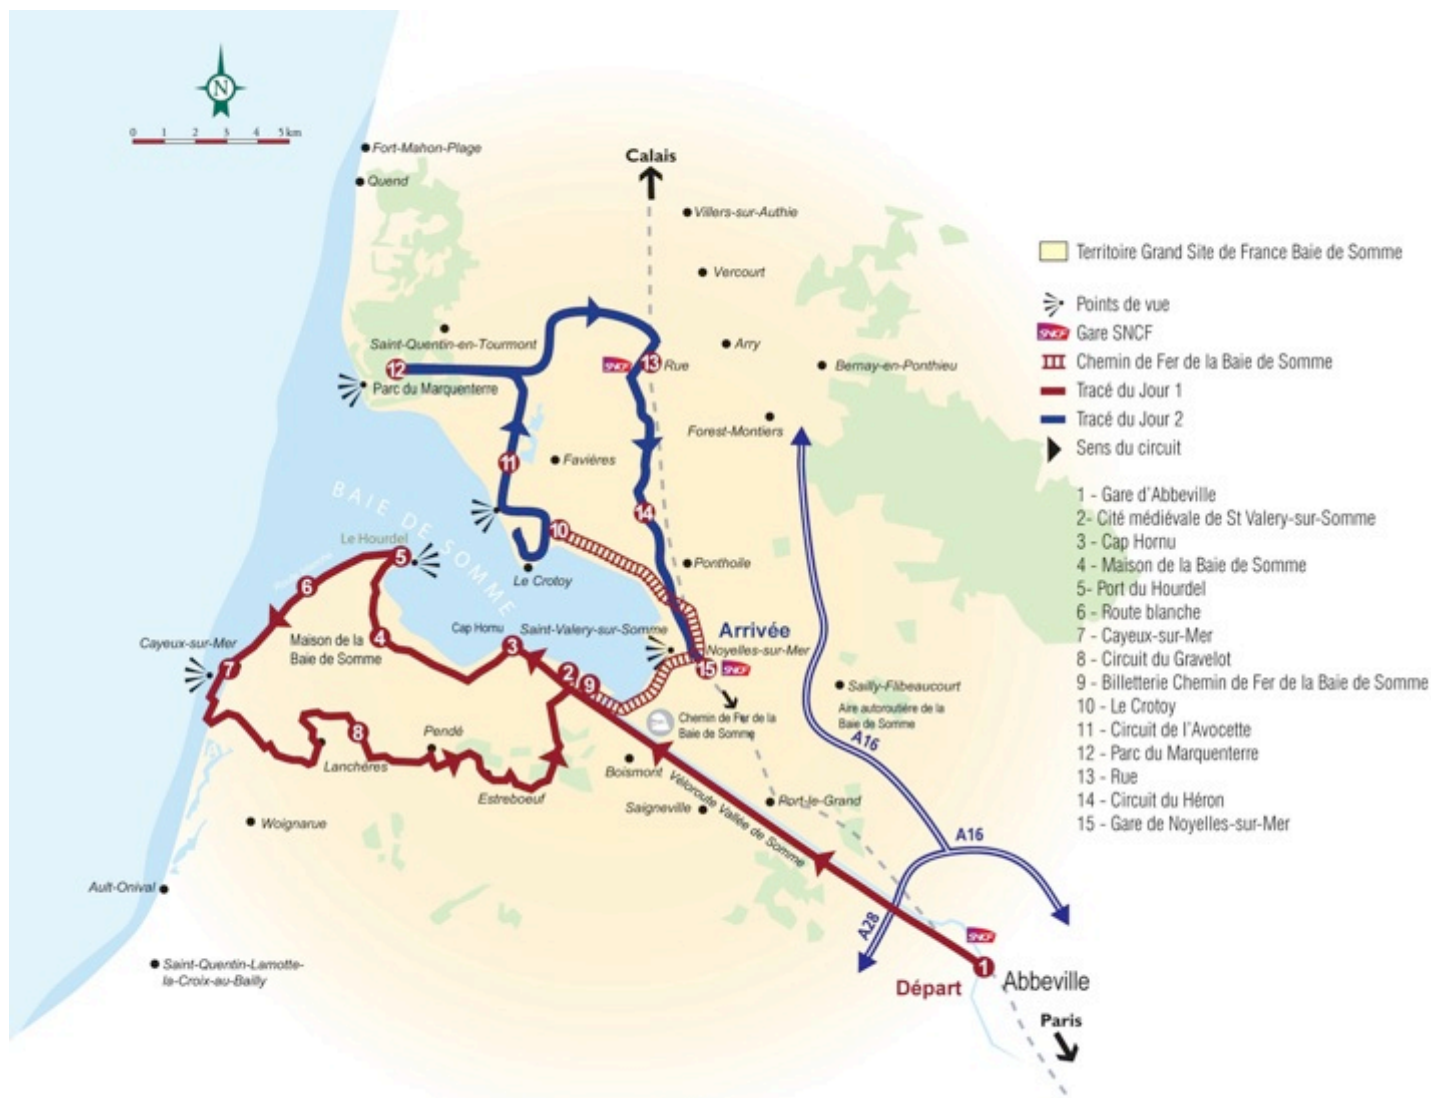 N
0 1 2 3 4 5 km
Fort-Mahon-Plage
Quend
Calais
Villers-sur-Authie
Vercourt
Saint-Quentin-en-Tourmont
Arry
12
Parc du Marquenterre
SNCF
13
Rue
Bernay-en-Ponthieu
Forest-Montiers
11
Favières
BAIE DE SOMME
14
10
Le Hourdel
5
Le Crotoy
Ponthoile
6
Cayeux-sur-Mer
7
Maison de la
Baie de Somme
4
Cap Hornu
3
Saint-Valery-sur-Somme
Arrivée
Noyelles-sur-Mer
15
SNCF
2
9
Sailly-Flibeaucourt
Aire autoroutière de la
Baie de Somme
Chemin de Fer de la
Baie de Somme
A16
8
Pendé
Lanchères
Boismont
Estreboeuf
Saigneville
Véloroute Vallée de Somme
Port-le-Grand
Woignarue
A16
Ault-Onival
A28
SNCF
Saint-Quentin-Lamotte-
la-Croix-au-Bailly
1
Abbeville
Départ
Paris
Territoire Grand Site de France Baie de Somme
Points de vue
SNCF Gare SNCF
Chemin de Fer de la Baie de Somme
Tracé du Jour 1
Tracé du Jour 2
Sens du circuit
1 - Gare d'Abbeville
2- Cité médiévale de St Valery-sur-Somme
3 - Cap Hornu
4 - Maison de la Baie de Somme
5- Port du Hourdel
6 - Route blanche
7 - Cayeux-sur-Mer
8 - Circuit du Gravelot
9 - Billetterie Chemin de Fer de la Baie de Somme
10 - Le Crotoy
11 - Circuit de l'Avocette
12 - Parc du Marquenterre
13 - Rue
14 - Circuit du Héron
15 - Gare de Noyelles-sur-Mer